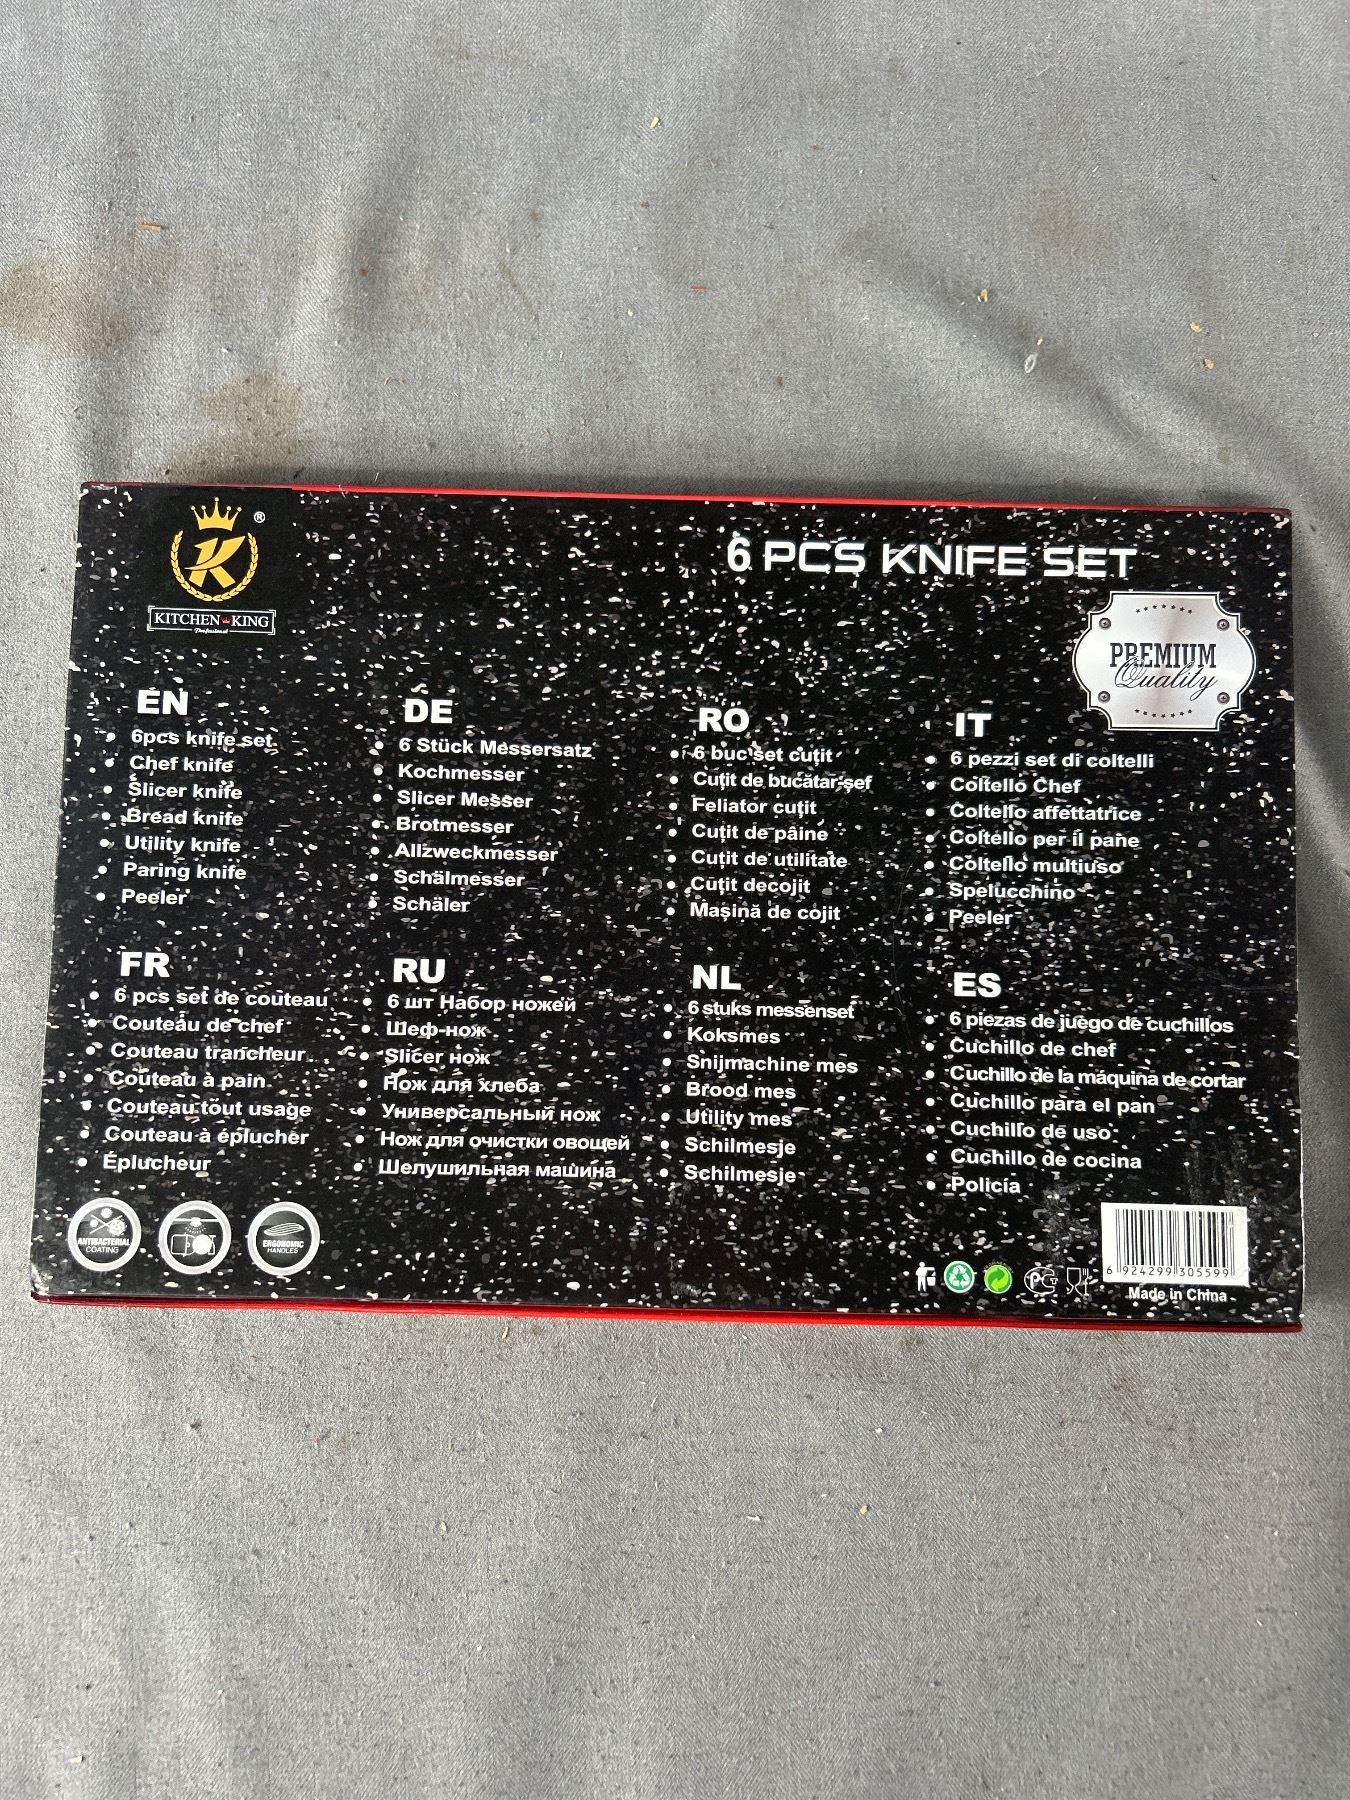 K ®
KITCHEN KING
Professional
6 PCS KNIFE SET
PREMIUM
Quality
EN
6pcs knife set
Chef knife
Slicer knife
Bread knife
Utility knife
Paring knife
Peeler
DE
6 Stück Messersatz
Kochmesser
Slicer Messer
Brotmesser
Allzweckmesser
Schälmesser
Schäler
RO
6 buc set cuțit
Cuțit de bucătar-șef
Feliator cuțit
Cuțit de pâine
Cuțit de utilitate
Cuțit decojit
Mașină de cojit
IT
6 pezzi set di coltelli
Coltello Chef
Coltello affettatrice
Coltello per il pane
Coltello multiuso
Spelucchino
Peeler
FR
6 pcs set de couteau
Couteau de chef
Couteau trancheur
Couteau à pain
Couteau tout usage
Couteau à éplucher
Éplucheur
RU
6 шт Набор ножей
Шеф-нож
Slicer нож
Нож для хлеба
Универсальный нож
Нож для очистки овощей
Шелушильная машина
NL
6 stuks messenset
Koksmes
Snijmachine mes
Brood mes
Utility mes
Schilmesje
Schilmesje
ES
6 piezas de juego de cuchillos
Cuchillo de chef
Cuchillo de la máquina de cortar
Cuchillo para el pan
Cuchillo de uso
Cuchillo de cocina
Policía
ANTIBACTERIAL
COATING
ERGONOMIC
HANDLES
6 924299 305599
Made in China